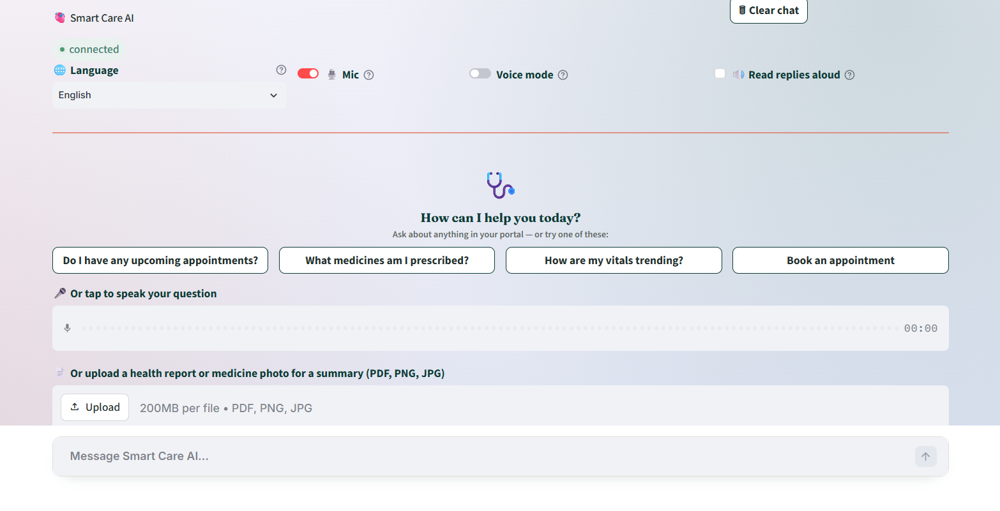 Smart Care AI
Clear chat
connected
Language
Mic
Voice mode
Read replies aloud
English
How can I help you today?
Ask about anything in your portal — or try one of these:
Do I have any upcoming appointments?
What medicines am I prescribed?
How are my vitals trending?
Book an appointment
Or tap to speak your question
00:00
Or upload a health report or medicine photo for a summary (PDF, PNG, JPG)
Upload
200MB per file • PDF, PNG, JPG
Message Smart Care AI...